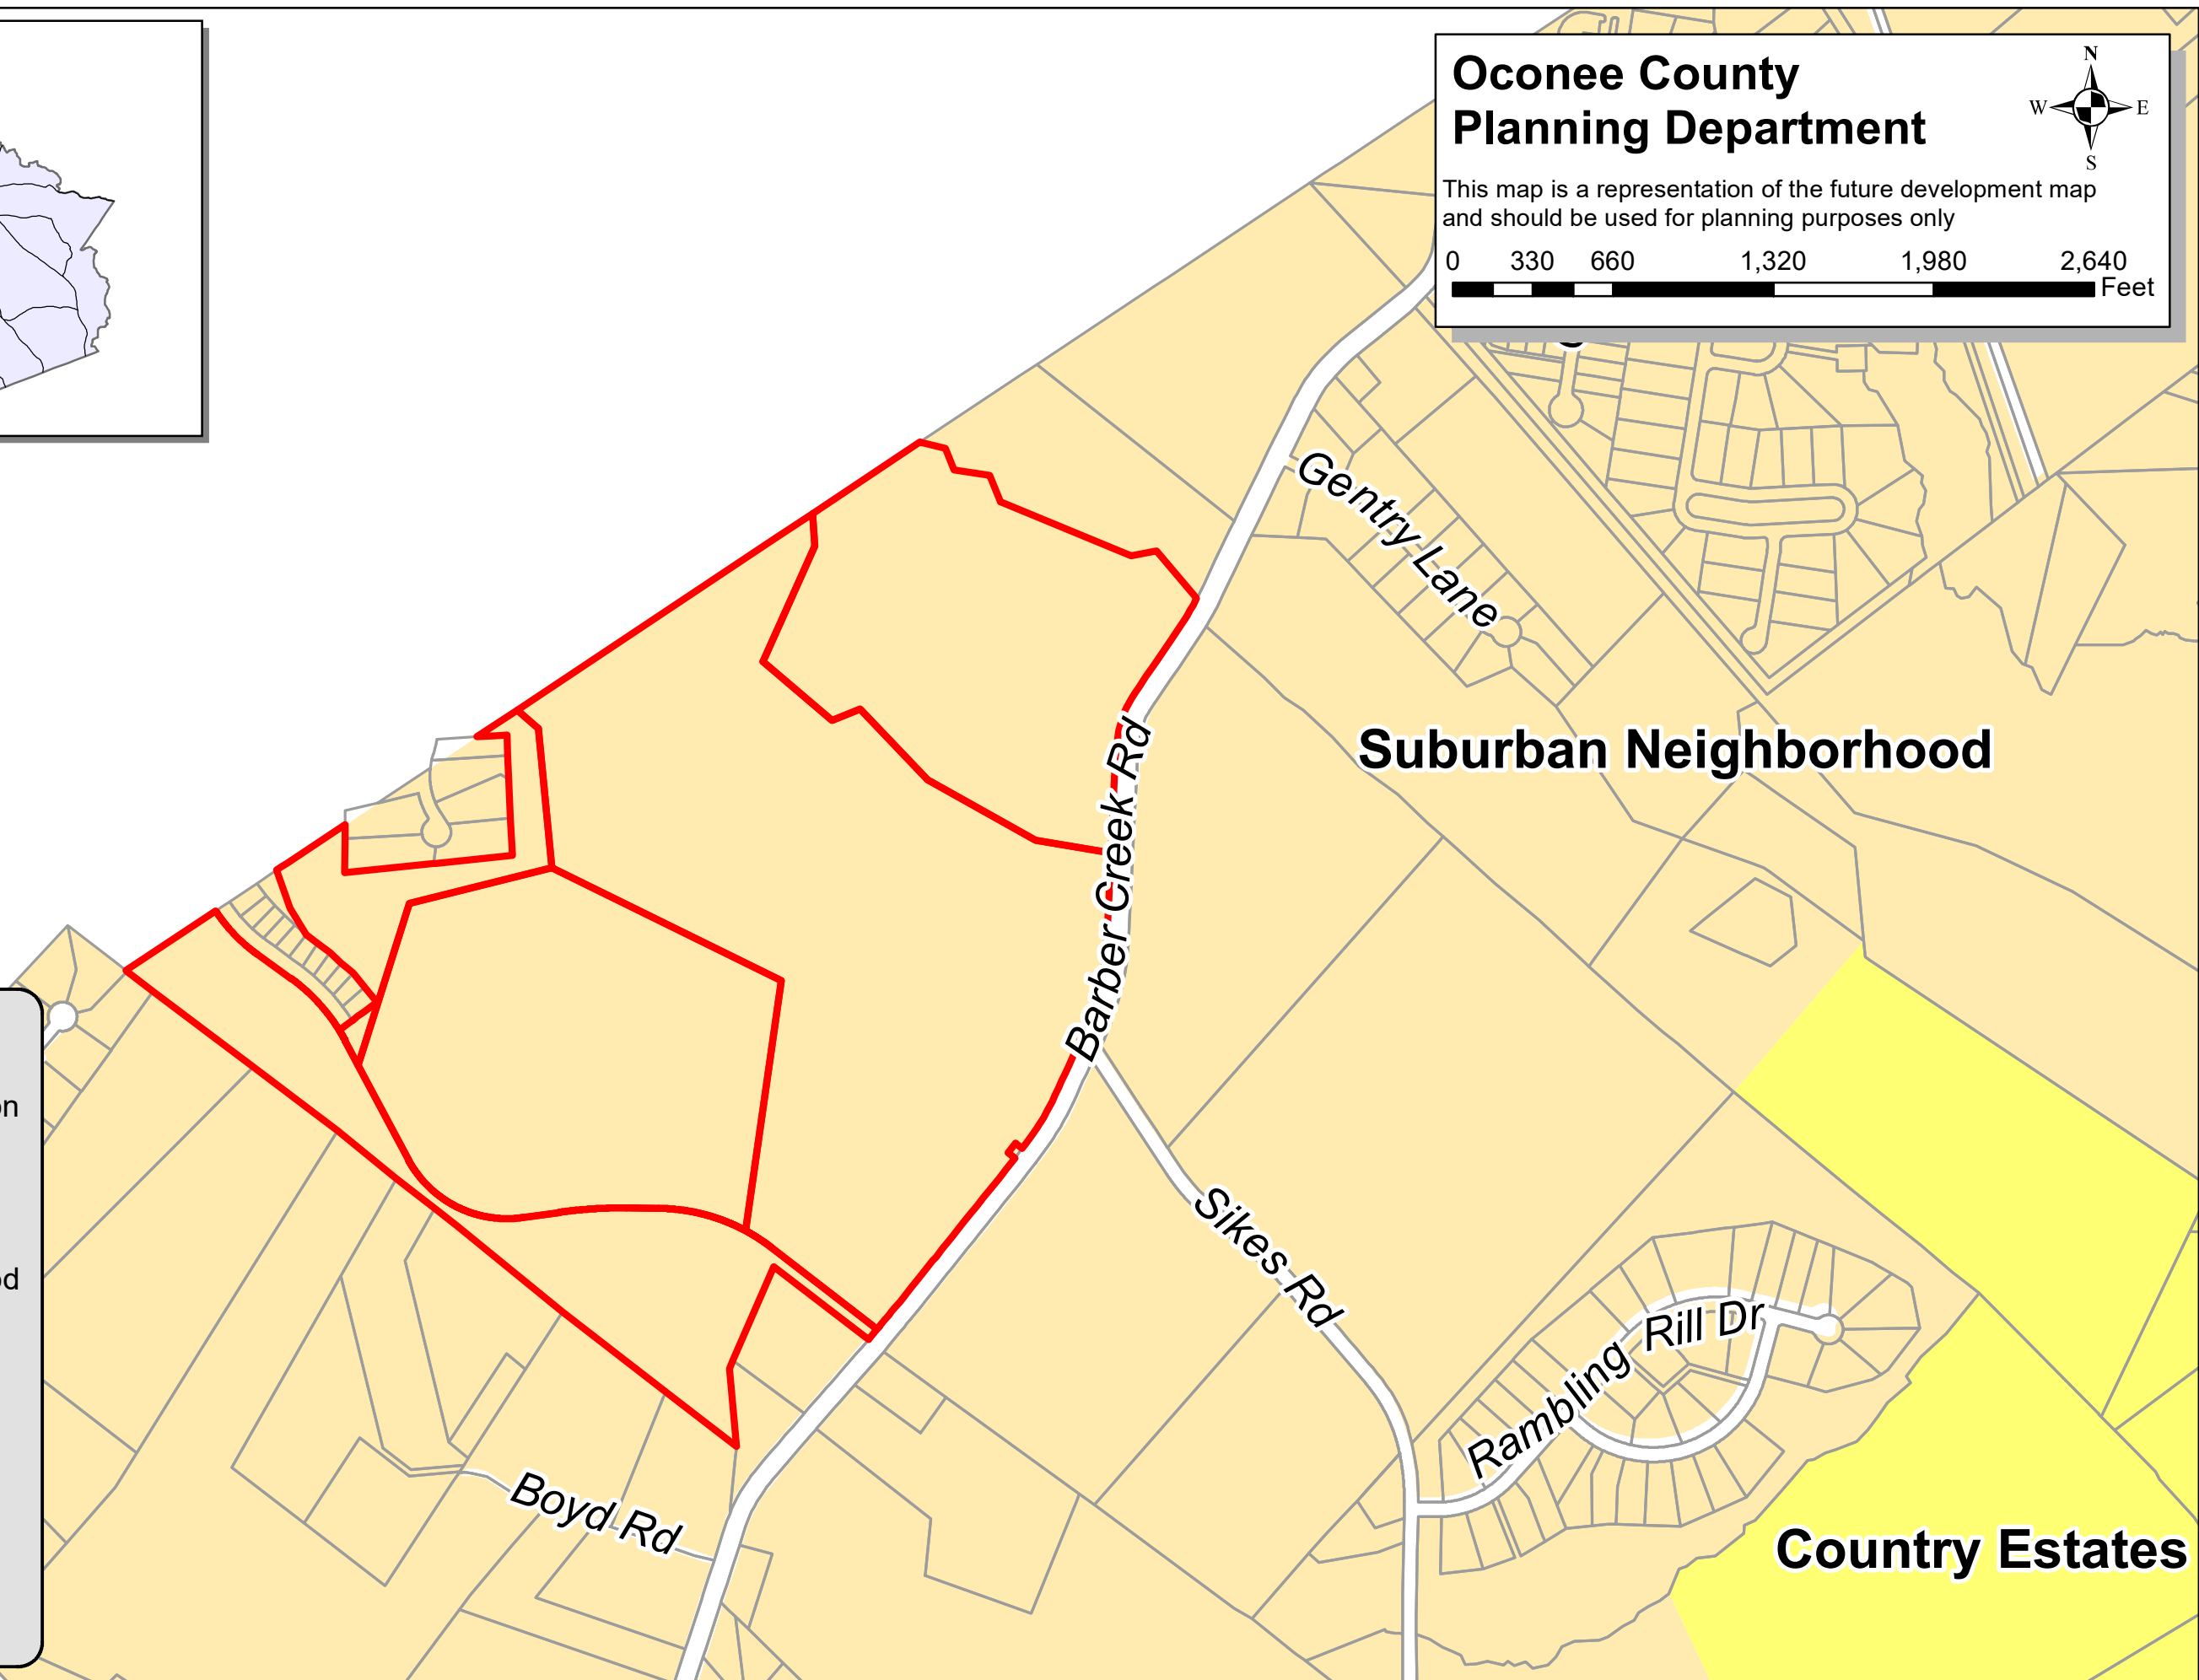 Oconee County
Planning Department
N
W E
S
This map is a representation of the future development map
and should be used for planning purposes only
0 330 660 1,320 1,980 2,640
Feet
Gentry Lane
Suburban Neighborhood
Barber Creek Rd
Sikes Rd
Rambling Rill Dr
Boyd Rd
Country Estates